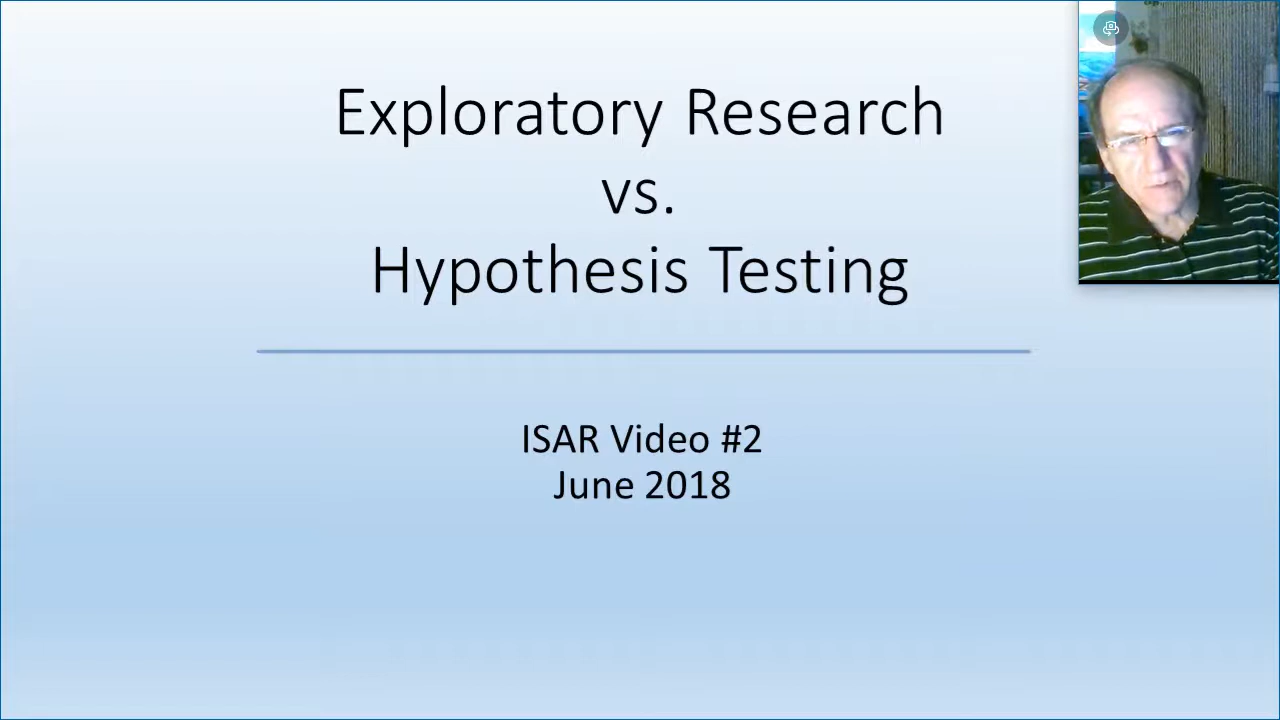 Exploratory Research
vs.
Hypothesis Testing
ISAR Video #2
June 2018